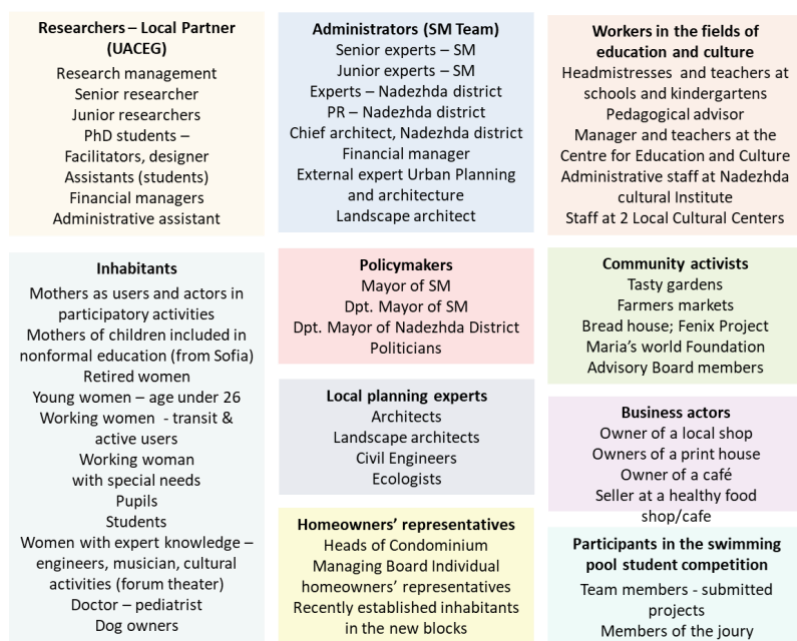 Researchers – Local Partner
(UACEG)
Research management
Senior researcher
Junior researchers
PhD students –
Facilitators, designer
Assistants (students)
Financial managers
Administrative assistant
Administrators (SM Team)
Senior experts – SM
Junior experts – SM
Experts – Nadezhda district
PR – Nadezhda district
Chief architect, Nadezhda district
Financial manager
External expert Urban Planning
and architecture
Landscape architect
Workers in the fields of
education and culture
Headmistresses and teachers at
schools and kindergartens
Pedagogical advisor
Manager and teachers at the
Centre for Education and Culture
Administrative staff at Nadezhda
cultural Institute
Staff at 2 Local Cultural Centers
Inhabitants
Mothers as users and actors in
participatory activities
Mothers of children included in
nonformal education (from Sofia)
Retired women
Young women – age under 26
Working women - transit &
active users
Working woman
with special needs
Pupils
Students
Women with expert knowledge –
engineers, musician, cultural
activities (forum theater)
Doctor – pediatrist
Dog owners
Policymakers
Mayor of SM
Dpt. Mayor of SM
Dpt. Mayor of Nadezhda District
Politicians
Local planning experts
Architects
Landscape architects
Civil Engineers
Ecologists
Homeowners' representatives
Heads of Condominium
Managing Board Individual
homeowners' representatives
Recently established inhabitants
in the new blocks
Community activists
Tasty gardens
Farmers markets
Bread house; Fenix Project
Maria's world Foundation
Advisory Board members
Business actors
Owner of a local shop
Owners of a print house
Owner of a café
Seller at a healthy food
shop/cafe
Participants in the swimming
pool student competition
Team members - submitted
projects
Members of the joury